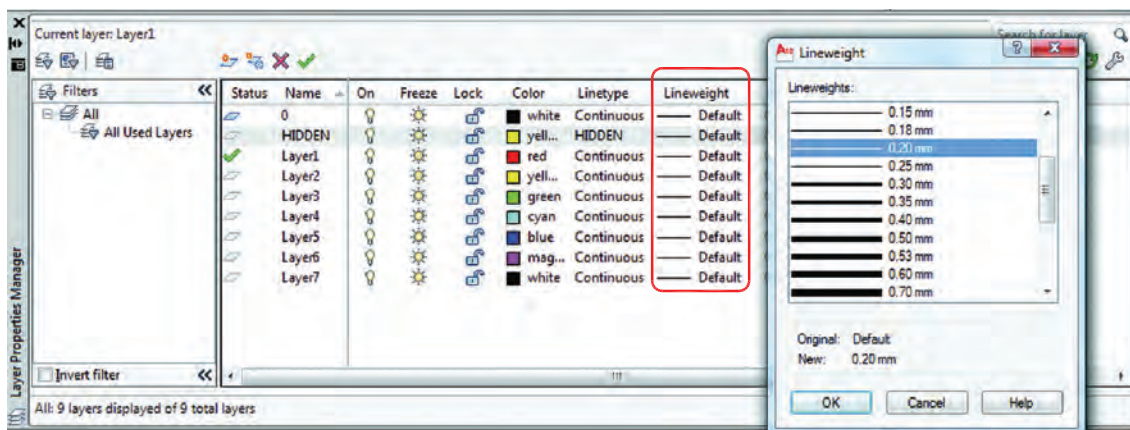 Current layer: Layer1
Search for layer
Filters
All
All Used Layers
Invert filter
Status Name On Freeze Lock Color Linetype Lineweight
0 white Continuous Default
HIDDEN yell... HIDDEN Default
Layer1 red Continuous Default
Layer2 yell... Continuous Default
Layer3 green Continuous Default
Layer4 cyan Continuous Default
Layer5 blue Continuous Default
Layer6 mag... Continuous Default
Layer7 white Continuous Default
All: 9 layers displayed of 9 total layers
Layer Properties Manager
Lineweight
Lineweights:
0.15 mm
0.18 mm
0.20 mm
0.25 mm
0.30 mm
0.35 mm
0.40 mm
0.50 mm
0.53 mm
0.60 mm
0.70 mm
Original: Default
New: 0.20 mm
OK Cancel Help